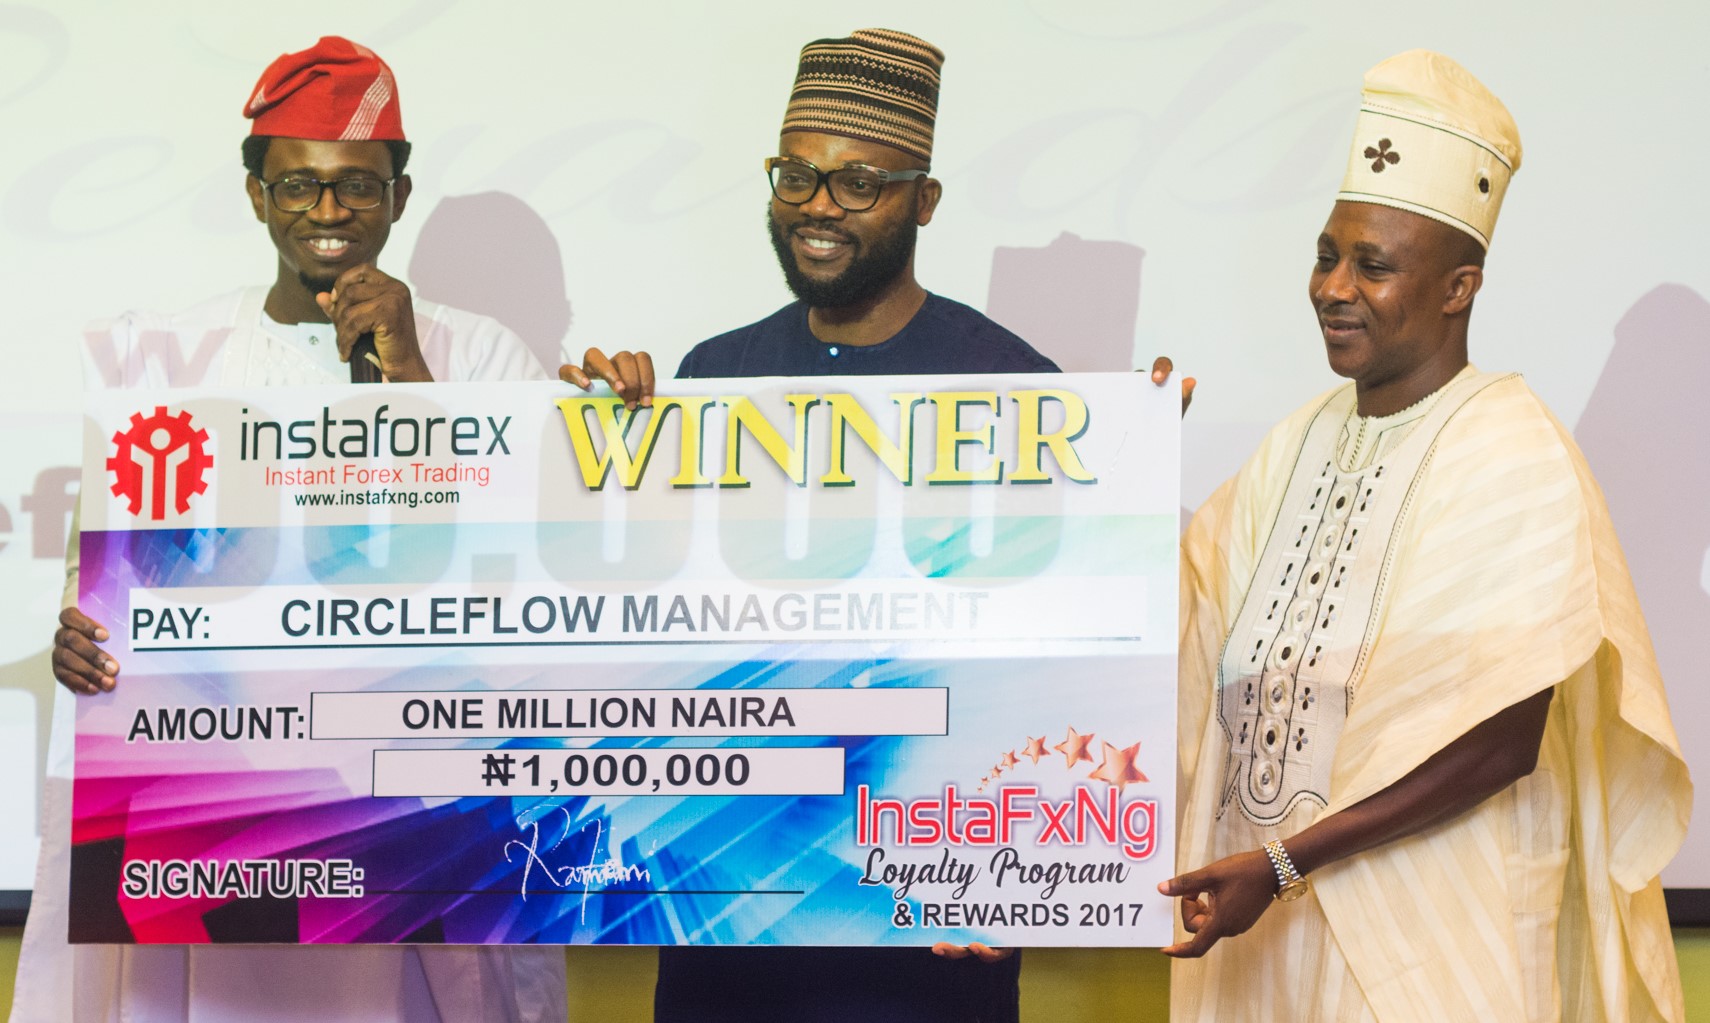 instaforex
Instant Forex Trading
www.instafxng.com
WINNER
PAY: CIRCLEFLOW MANAGEMENT
AMOUNT: ONE MILLION NAIRA
₦1,000,000
SIGNATURE:
InstaFxNg
Loyalty Program
& REWARDS 2017